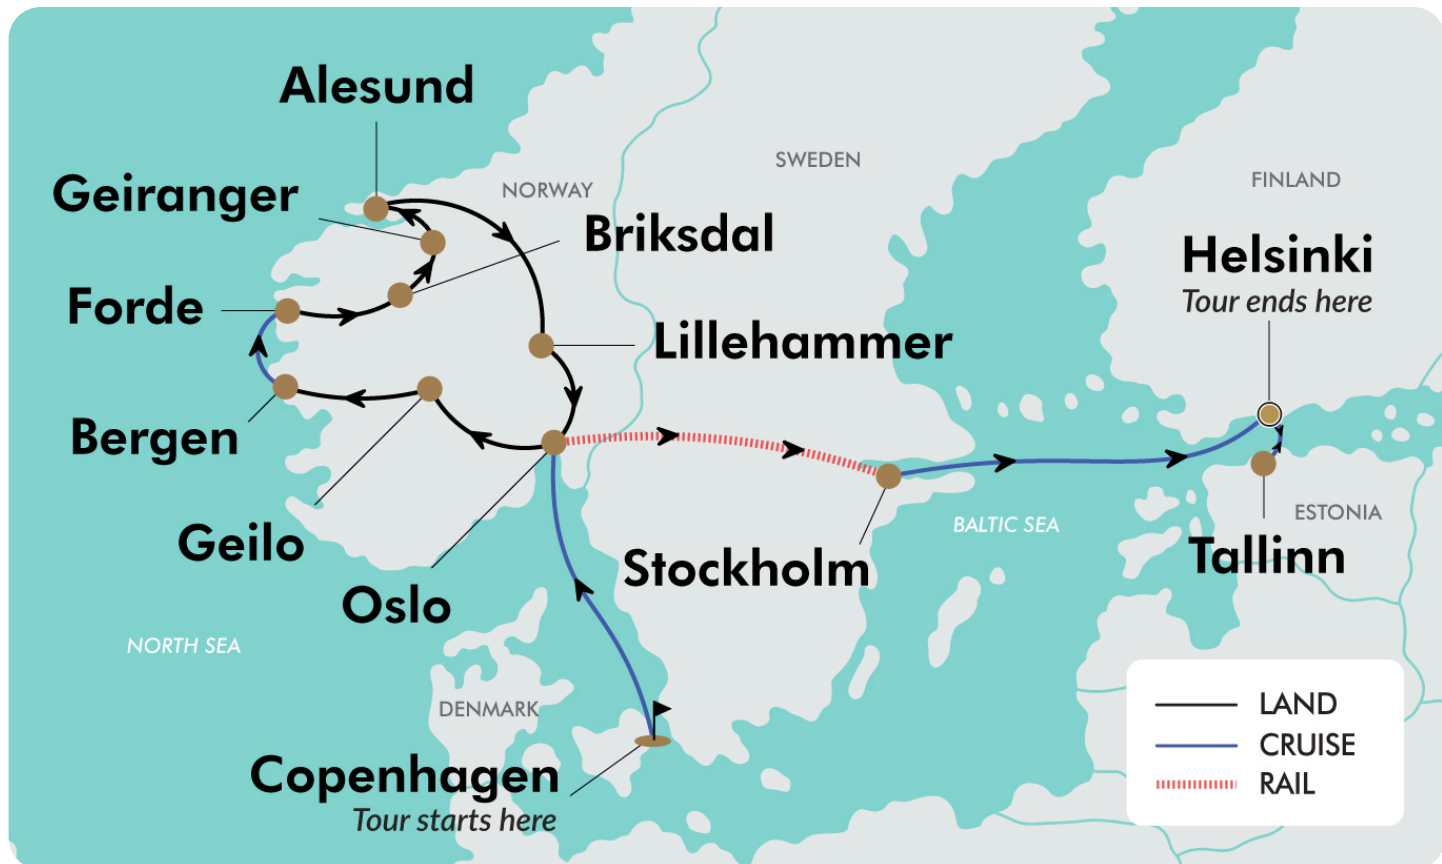 Alesund
Geiranger
NORWAY
SWEDEN
FINLAND
Briksdal
Helsinki
Tour ends here
Forde
Lillehammer
Bergen
Geilo
BALTIC SEA
ESTONIA
Stockholm
Tallinn
Oslo
NORTH SEA
DENMARK
Copenhagen
Tour starts here
LAND
CRUISE
RAIL